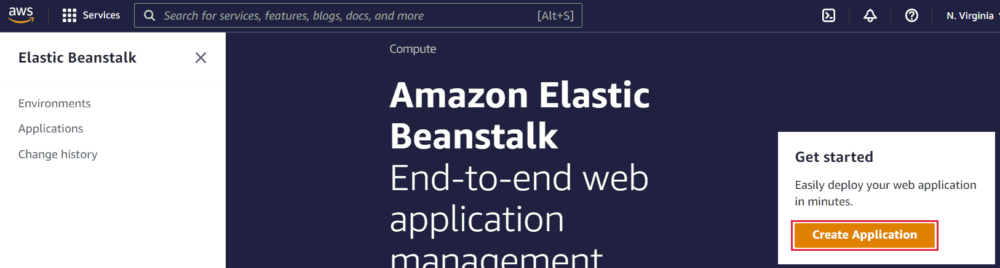 aws
Services
Search for services, features, blogs, docs, and more
[Alt+S]
N. Virginia
Elastic Beanstalk
Environments
Applications
Change history
Compute
Amazon Elastic
Beanstalk
End-to-end web
application
management
Get started
Easily deploy your web application
in minutes.
Create Application